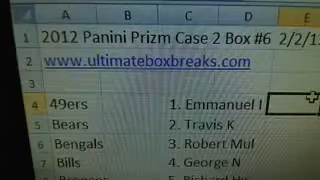 A B C D E
1 2012 Panini Prizm Case 2 Box #6 2/2/1
2 www.ultimateboxbreaks.com
3
4 49ers 1. Emmanuel I
5 Bears 2. Travis K
6 Bengals 3. Robert Mul
7 Bills 4. George N